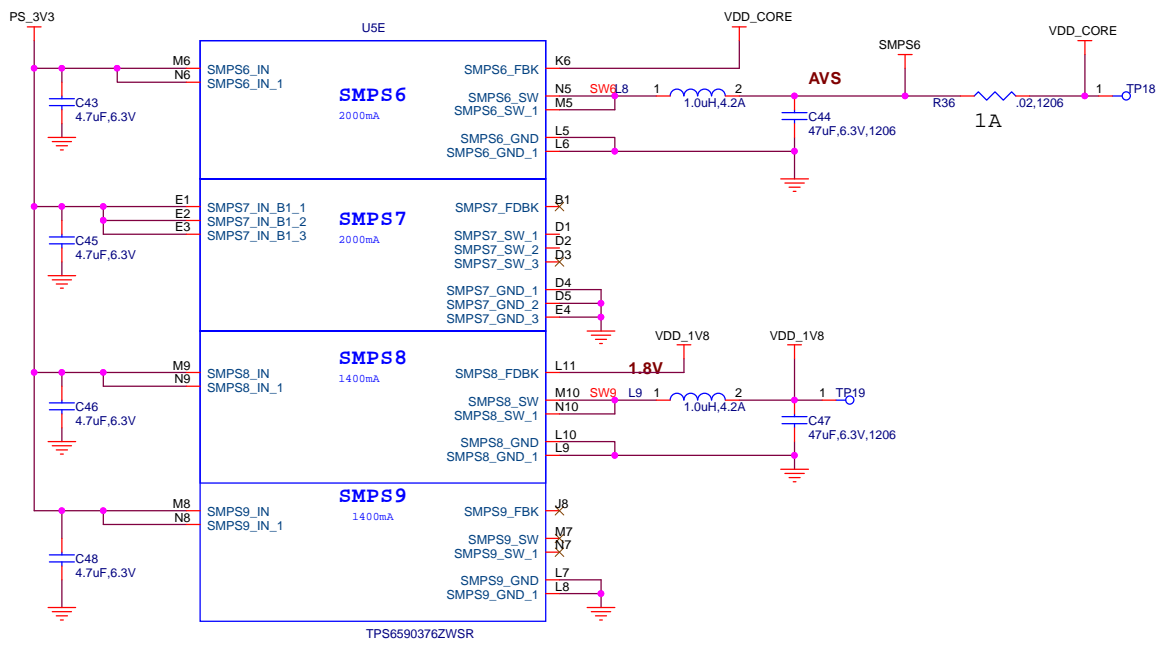 PS_3V3
U5E
VDD_CORE
SMPS6
VDD_CORE
M6
N6
SMPS6_IN
SMPS6_IN_1
SMPS6
2000mA
SMPS6_FBK
K6
SMPS6_SW
SMPS6_SW_1
N5
M5
SW6
L8
1
2
1.0uH,4.2A
AVS
R36
.02,1206
1A
1
TP18
C43
4.7uF,6.3V
SMPS6_GND
SMPS6_GND_1
L5
L6
C44
47uF,6.3V,1206
E1
E2
E3
SMPS7_IN_B1_1
SMPS7_IN_B1_2
SMPS7_IN_B1_3
SMPS7
2000mA
SMPS7_FDBK
B1
SMPS7_SW_1
SMPS7_SW_2
SMPS7_SW_3
D1
D2
D3
C45
4.7uF,6.3V
SMPS7_GND_1
SMPS7_GND_2
SMPS7_GND_3
D4
D5
E4
VDD_1V8
VDD_1V8
M9
N9
SMPS8_IN
SMPS8_IN_1
SMPS8
1400mA
SMPS8_FDBK
L11
1.8V
SMPS8_SW
SMPS8_SW_1
M10
N10
SW9
L9
1
2
1.0uH,4.2A
1
TP19
C46
4.7uF,6.3V
SMPS8_GND
SMPS8_GND_1
L10
L9
C47
47uF,6.3V,1206
M8
N8
SMPS9_IN
SMPS9_IN_1
SMPS9
1400mA
SMPS9_FBK
J8
SMPS9_SW
SMPS9_SW_1
M7
N7
C48
4.7uF,6.3V
SMPS9_GND
SMPS9_GND_1
L7
L8
TPS6590376ZWSR